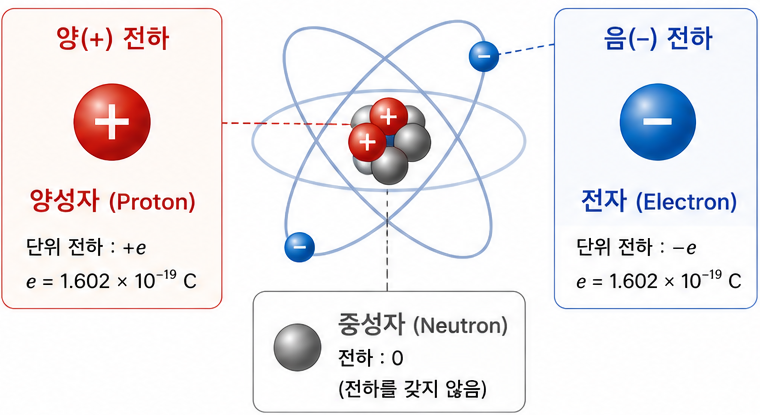 양(+) 전하
+
양성자 (Proton)
단위 전하 : +e
e = 1.602 × 10⁻¹⁹ C
+
+
−
−
음(−) 전하
−
전자 (Electron)
단위 전하 : −e
e = 1.602 × 10⁻¹⁹ C
중성자 (Neutron)
전하 : 0
(전하를 갖지 않음)